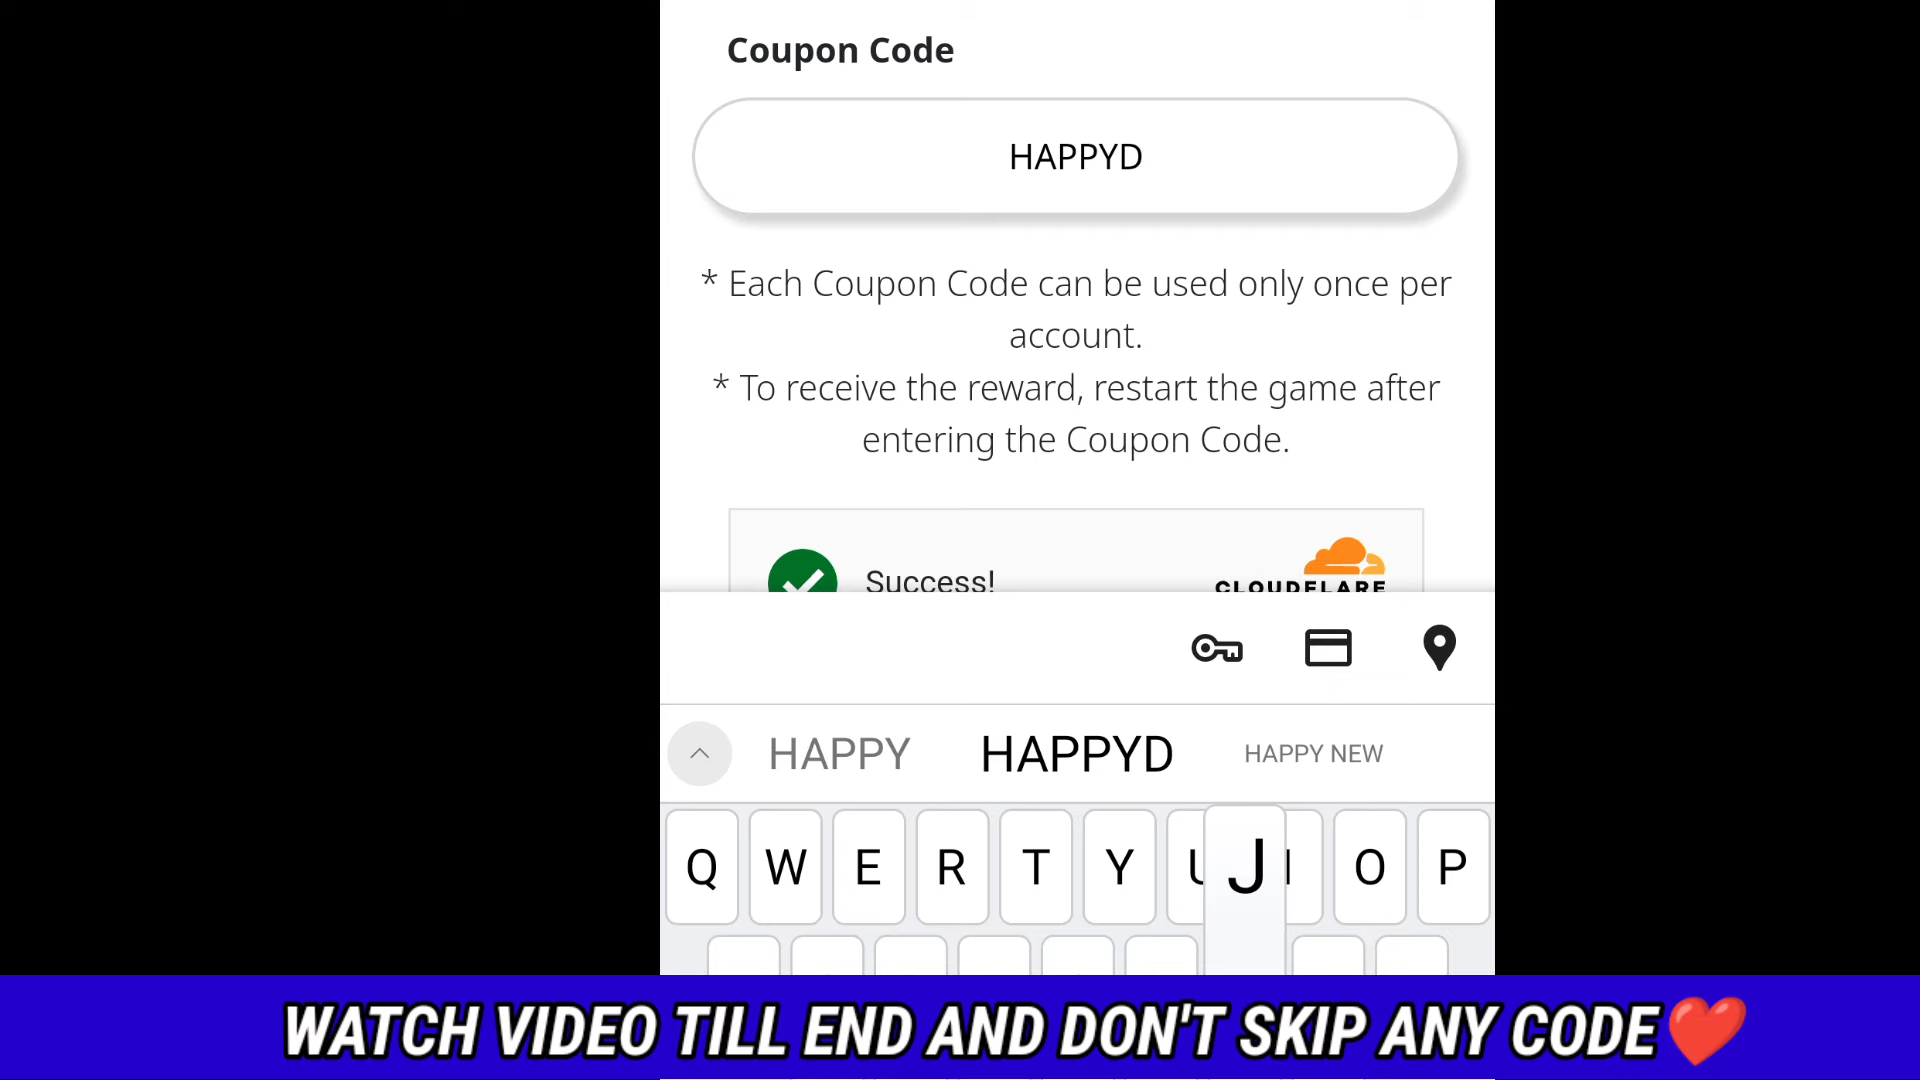 Coupon Code
HAPPYD
* Each Coupon Code can be used only once per
account.
* To receive the reward, restart the game after
entering the Coupon Code.
Success!
CLOUDFLARE
HAPPY HAPPYD HAPPY NEW
Q W E R T Y U J I O P
WATCH VIDEO TILL END AND DON'T SKIP ANY CODE❤️